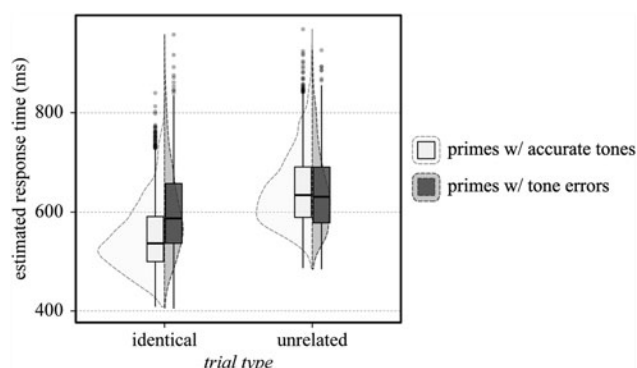 estimated response time (ms)
800
600
400
identical
unrelated
trial type
primes w/ accurate tones
primes w/ tone errors